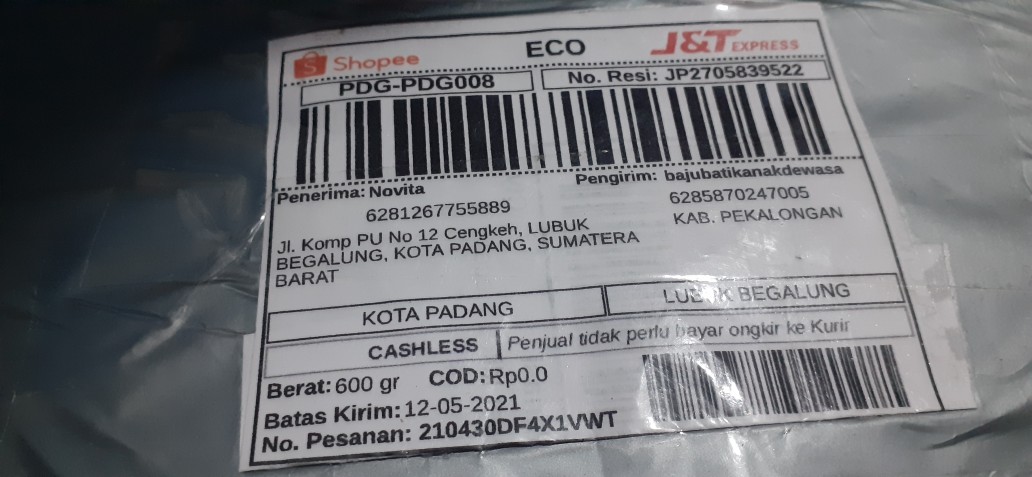 Shopee ECO J&T EXPRESS
PDG-PDG008
No. Resi: JP2705839522
Penerima: Novita
6281267755889
Jl. Komp PU No 12 Cengkeh, LUBUK
BEGALUNG, KOTA PADANG, SUMATERA
BARAT
Pengirim: bajubatikanakdewasa
6285870247005
KAB. PEKALONGAN
KOTA PADANG
LUBUK BEGALUNG
CASHLESS
Penjual tidak perlu bayar ongkir ke Kurir
Berat: 600 gr COD: Rp0.0
Batas Kirim: 12-05-2021
No. Pesanan: 210430DF4X1VWT